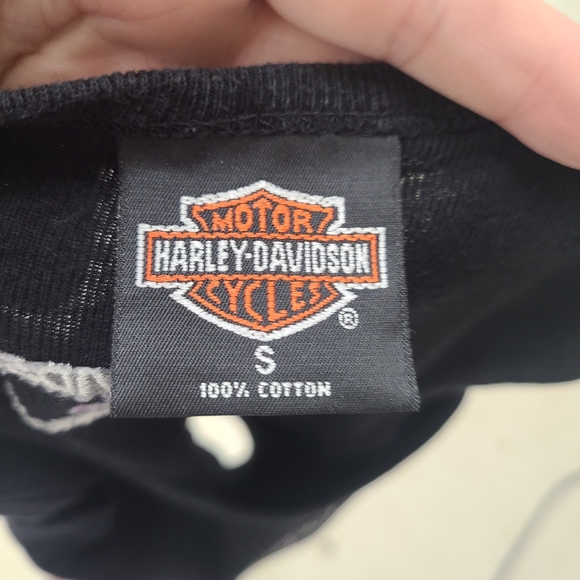 MOTOR
HARLEY-DAVIDSON
CYCLES
®
S
100% COTTON